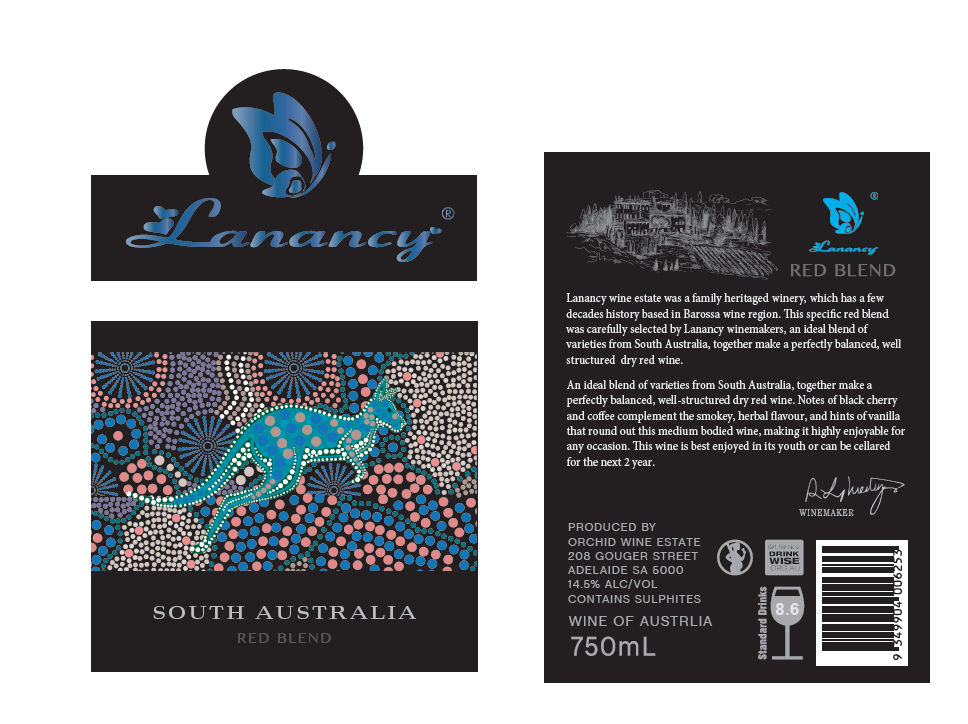 Lanancy ®
SOUTH AUSTRALIA
RED BLEND
®
Lanancy
RED BLEND
Lanancy wine estate was a family heritaged winery, which has a few
decades history based in Barossa wine region. This specific red blend
was carefully selected by Lanancy winemakers, an ideal blend of
varieties from South Australia, together make a perfectly balanced, well
structured dry red wine.
An ideal blend of varieties from South Australia, together make a
perfectly balanced, well-structured dry red wine. Notes of black cherry
and coffee complement the smokey, herbal flavour, and hints of vanilla
that round out this medium bodied wine, making it highly enjoyable for
any occasion. This wine is best enjoyed in its youth or can be cellared
for the next 2 year.
WINEMAKER
PRODUCED BY
ORCHID WINE ESTATE
208 GOUGER STREET
ADELAIDE SA 5000
14.5% ALC/VOL
CONTAINS SULPHITES
WINE OF AUSTRLIA
750mL
DRINK
WISE
ORG.AU
Standard Drinks
8.6
9 349904 006259